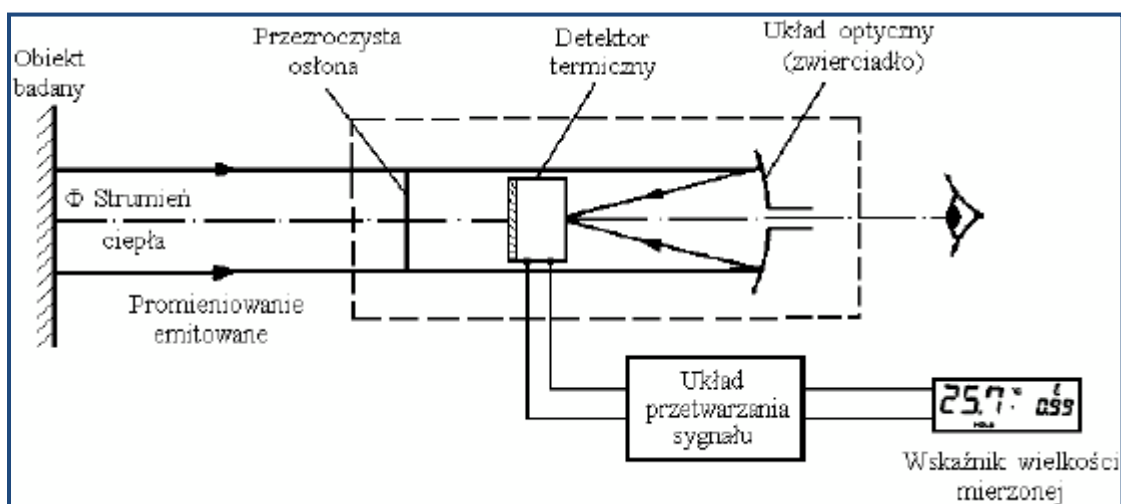 Obiekt
badany
Przezroczysta
osłona
Detektor
termiczny
Układ optyczny
(zwierciadło)
Φ Strumień
ciepła
Promieniowanie
emitowane
Układ
przetwarzania
sygnału
25.7 °C ε 0.99
HOLD
Wskaźnik wielkości
mierzonej